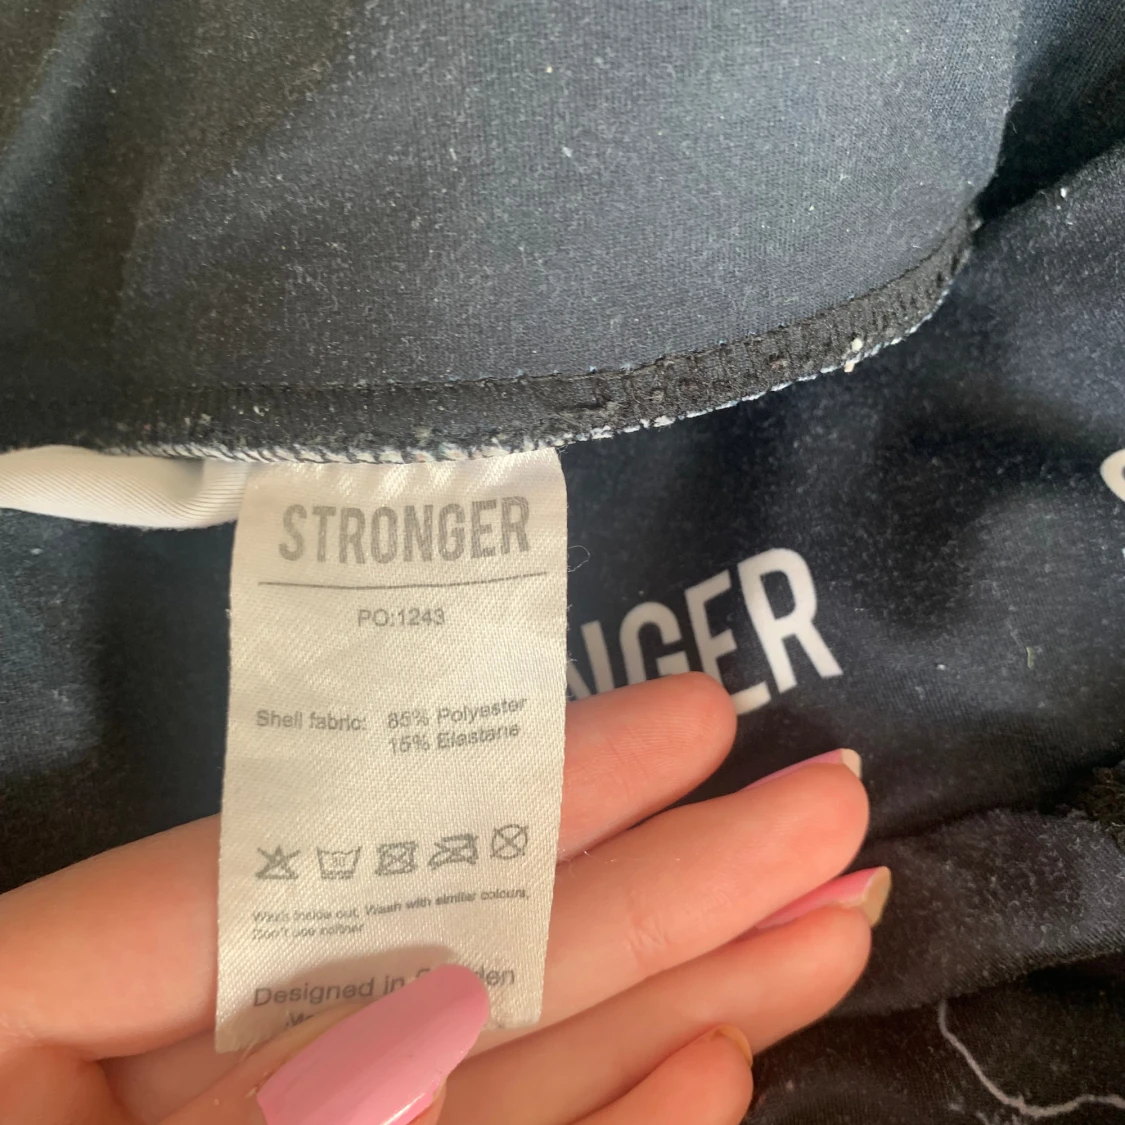 STRONGER
PO:1243
Shell fabric: 85% Polyester
15% Elastane
NGER
Wash inside out, Wash with similar colours,
Don't use softner
Designed in